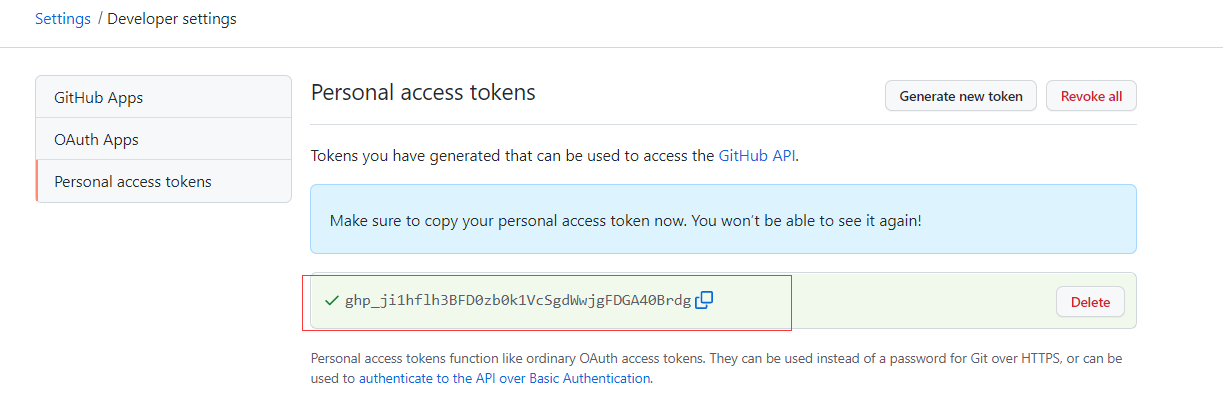 Settings / Developer settings
GitHub Apps
OAuth Apps
Personal access tokens
Personal access tokens
Generate new token
Revoke all
Tokens you have generated that can be used to access the GitHub API.
Make sure to copy your personal access token now. You won't be able to see it again!
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
Delete
Personal access tokens function like ordinary OAuth access tokens. They can be used instead of a password for Git over HTTPS, or can be
used to authenticate to the API over Basic Authentication.